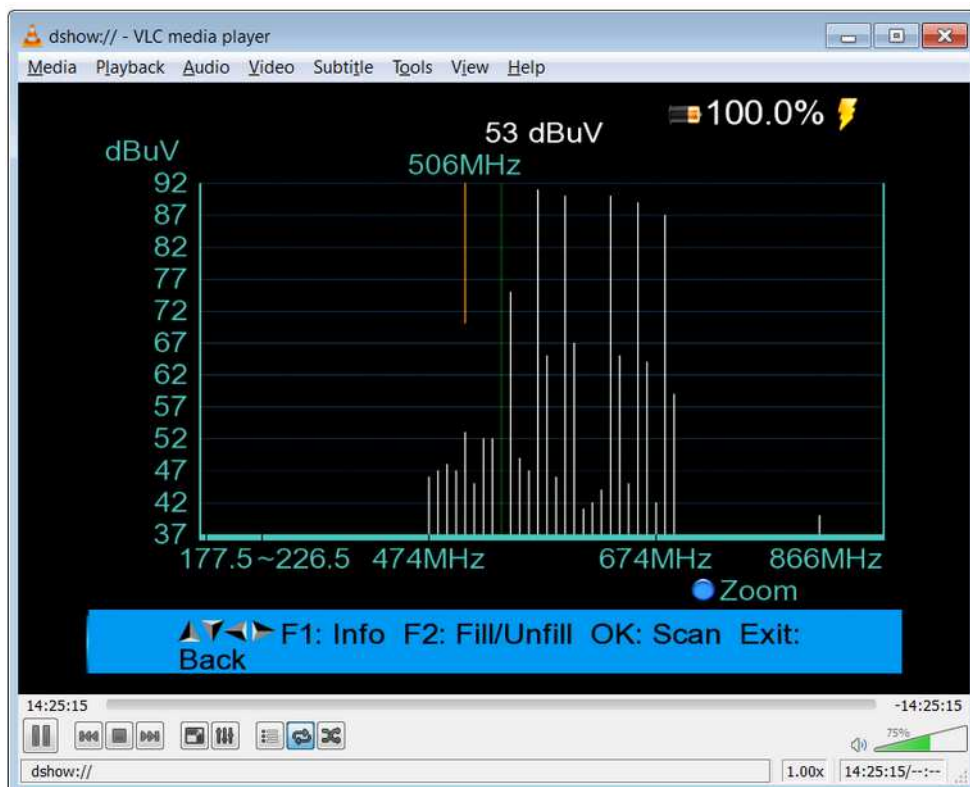 dshow:// - VLC media player
Media Playback Audio Video Subtitle Tools View Help
100.0%
53 dBuV
dBuV
506MHz
92
87
82
77
72
67
62
57
52
47
42
37
177.5~226.5 474MHz 674MHz 866MHz
Zoom
F1: Info F2: Fill/Unfill OK: Scan Exit:
Back
14:25:15 -14:25:15
75%
dshow:// 1.00x 14:25:15/--:--